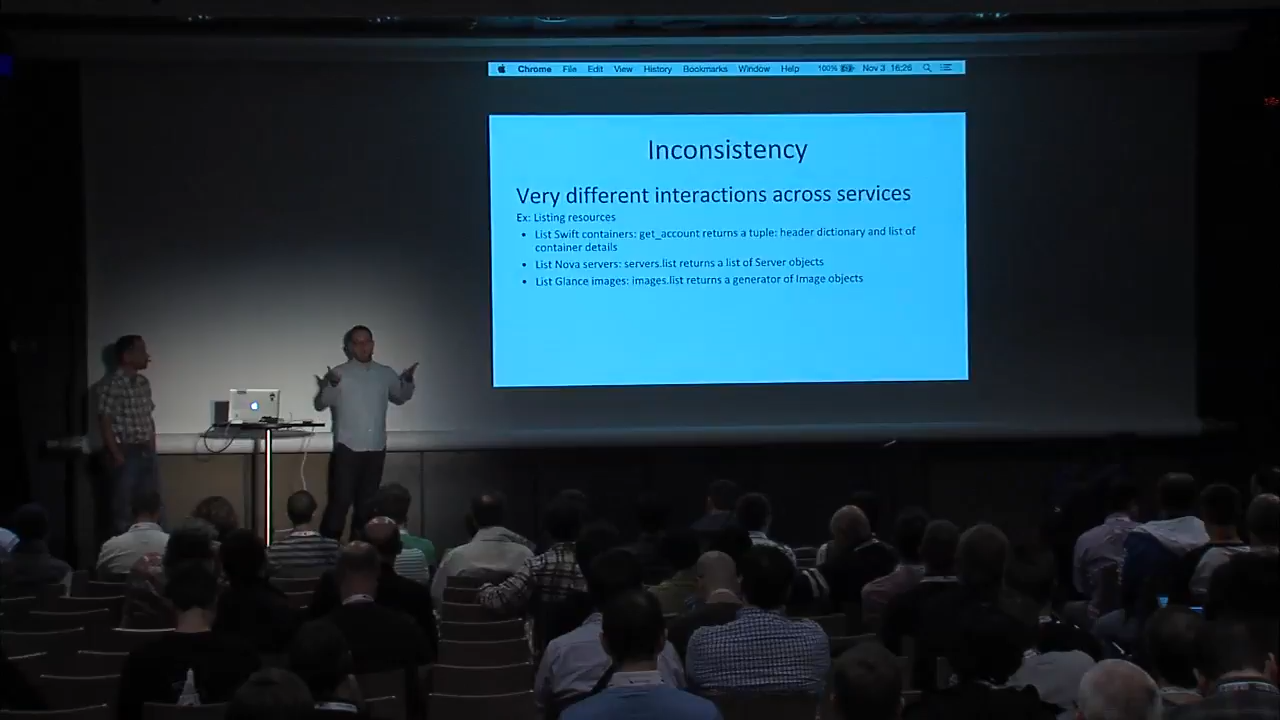 Chrome File Edit View History Bookmarks Window Help 100% Nov 3 16:26
Inconsistency
Very different interactions across services
Ex: Listing resources
• List Swift containers: get_account returns a tuple: header dictionary and list of
container details
• List Nova servers: servers.list returns a list of Server objects
• List Glance images: images.list returns a generator of Image objects